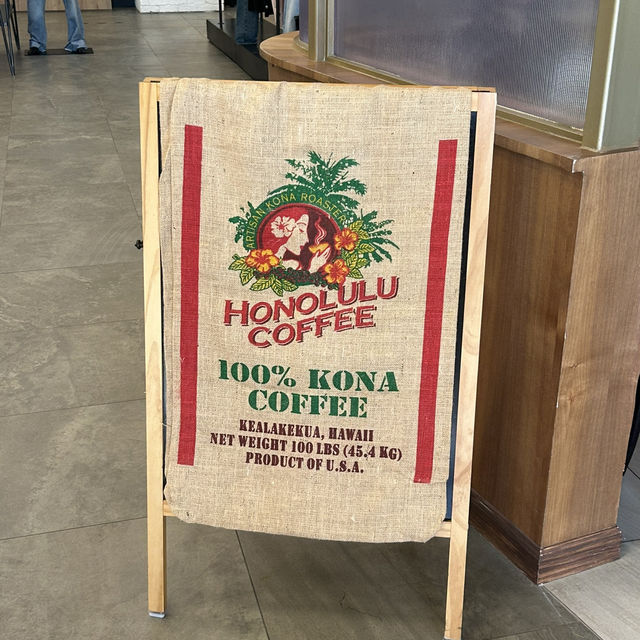 ARTISAN KONA ROASTERS
HONOLULU
COFFEE
100% KONA
COFFEE
KEALAKEKUA, HAWAII
NET WEIGHT 100 LBS (45,4 KG)
PRODUCT OF U.S.A.